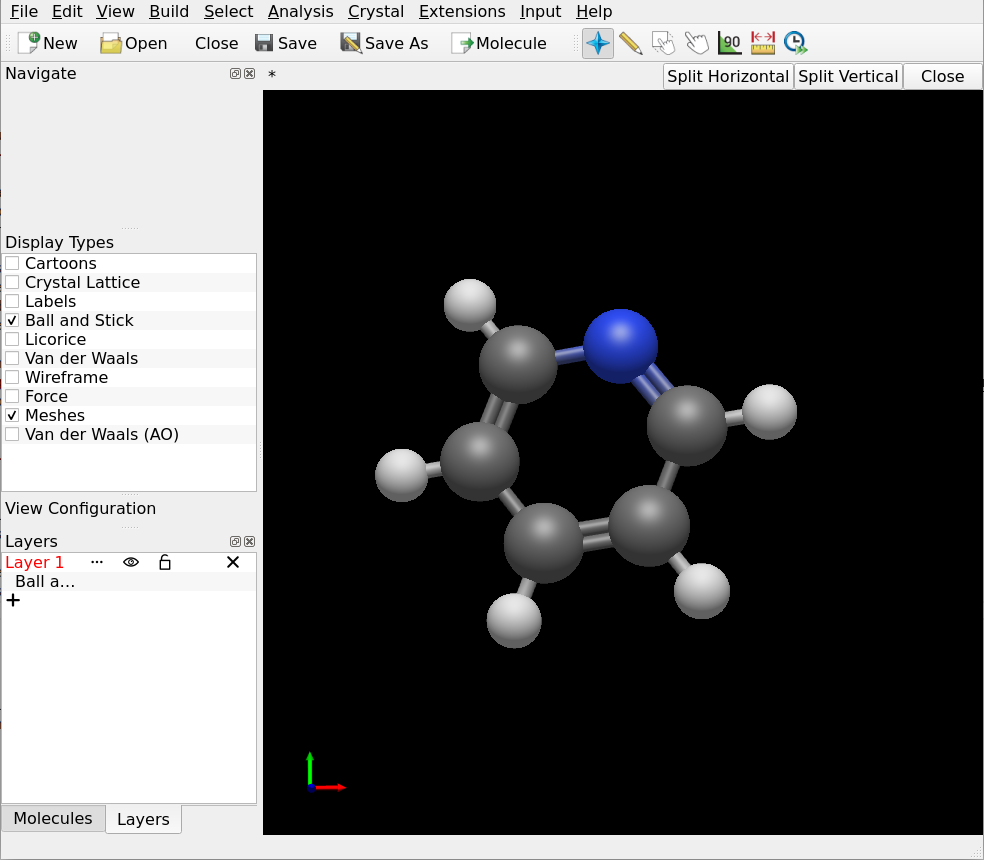 File Edit View Build Select Analysis Crystal Extensions Input Help
New Open Close Save Save As Molecule 90
Navigate
* Split Horizontal Split Vertical Close
Display Types
Cartoons
Crystal Lattice
Labels
Ball and Stick
Licorice
Van der Waals
Wireframe
Force
Meshes
Van der Waals (AO)
View Configuration
Layers
Layer 1 ...
Ball a...
+
Molecules Layers